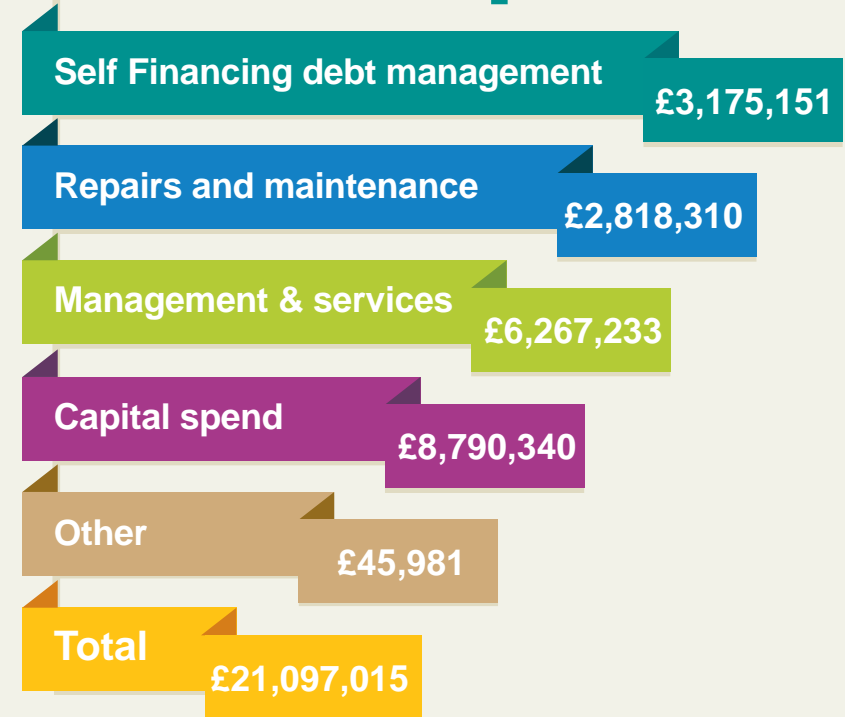 Self Financing debt management
£3,175,151
Repairs and maintenance
£2,818,310
Management & services
£6,267,233
Capital spend
£8,790,340
Other
£45,981
Total
£21,097,015